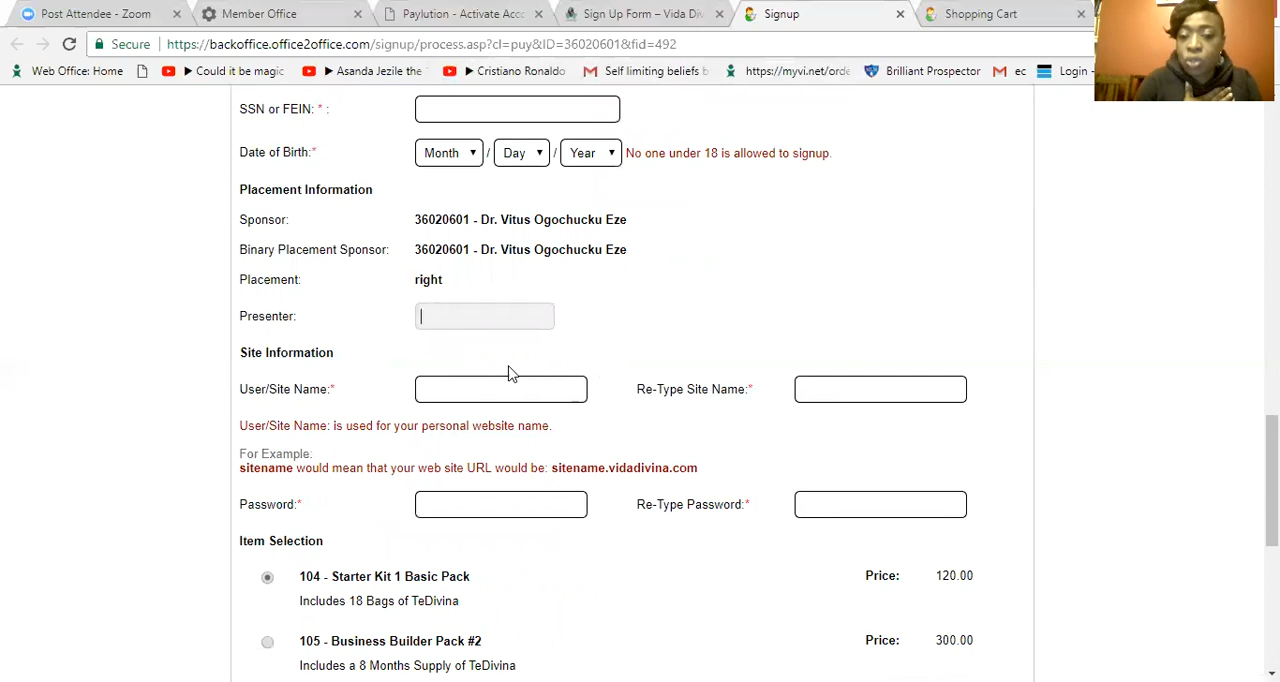 Post Attendee - Zoom
Member Office
Paylution - Activate Acc
Sign Up Form – Vida Di
Signup
Shopping Cart
Secure
https://backoffice.office2office.com/signup/process.asp?cl=puy&ID=36020601&fid=492
Web Office: Home
Could it be magic
Asanda Jezile the
Cristiano Ronaldo
Self limiting beliefs
https://myvi.net/orde
Brilliant Prospector
ec
Login -
SSN or FEIN: * :
Date of Birth:*
Month / Day / Year No one under 18 is allowed to signup.
Placement Information
Sponsor: 36020601 - Dr. Vitus Ogochucku Eze
Binary Placement Sponsor: 36020601 - Dr. Vitus Ogochucku Eze
Placement: right
Presenter:
Site Information
User/Site Name:* Re-Type Site Name:*
User/Site Name: is used for your personal website name.
For Example:
sitename would mean that your web site URL would be: sitename.vidadivina.com
Password:* Re-Type Password:*
Item Selection
104 - Starter Kit 1 Basic Pack Price: 120.00
Includes 18 Bags of TeDivina
105 - Business Builder Pack #2 Price: 300.00
Includes a 8 Months Supply of TeDivina